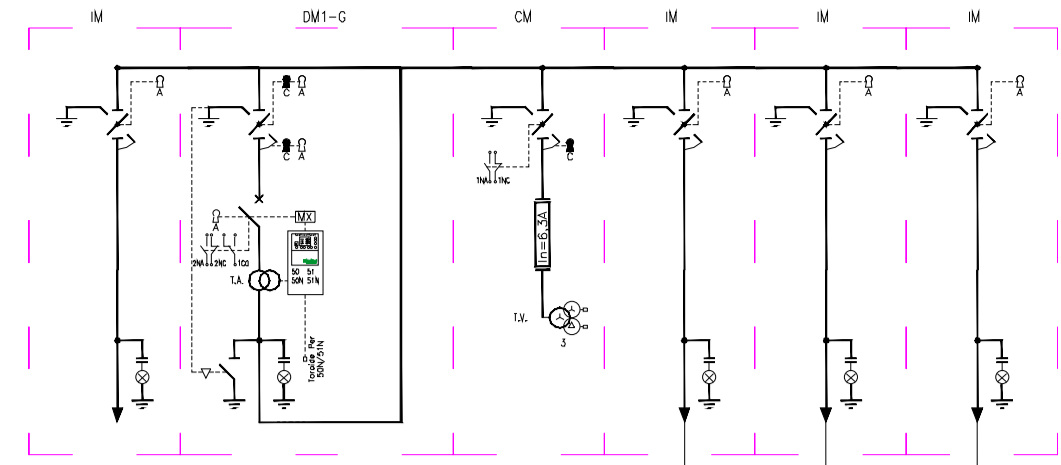 IM
DM1-G
CM
IM
IM
IM
A
C
A
A
A
A
C
A
C
1NA
1NC
A
MX
2NA
2NC
1CO
In=6,3A
50 51
50N 51N
T.A.
T.V.
3
Toroide Per
50N/51N